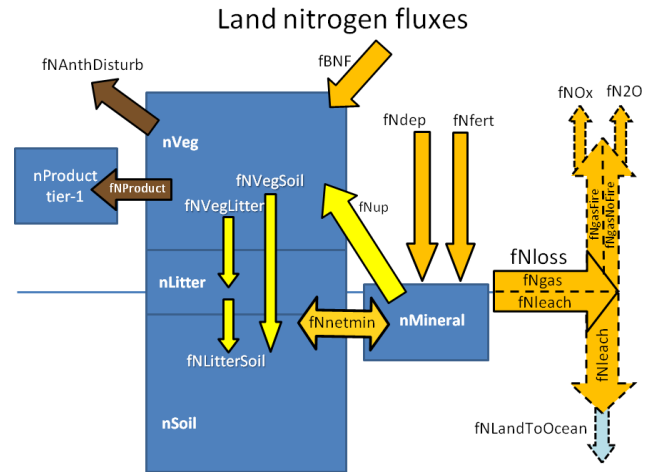 Land nitrogen fluxes
fNAnthDisturb
fBNF
fNOx
fN2O
fNdep
fNfert
nVeg
nProduct
tier-1
fNProduct
fNVegSoil
fNVegLitter
fNup
fNgasFire
fNgasNoFire
fNloss
fNgas
fNleach
nLitter
fNnetmin
nMineral
fNleach
fNLitterSoil
nSoil
fNLandToOcean